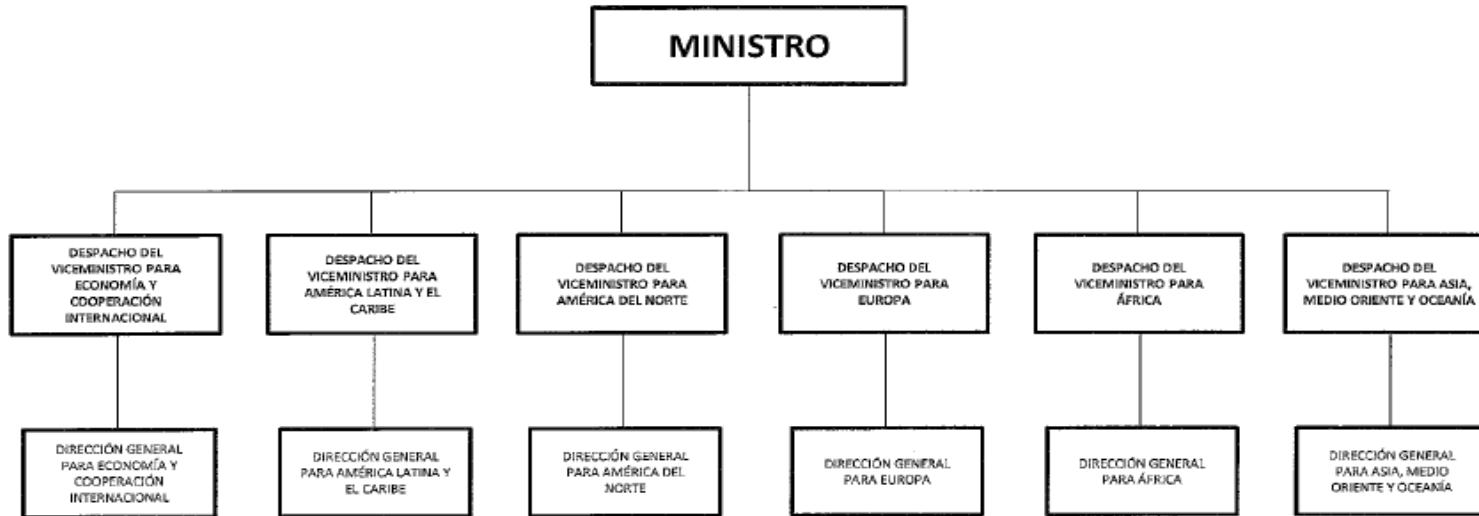 MINISTRO
DESPACHO DEL
VICEMINISTRO PARA
ECONOMÍA Y
COOPERACIÓN
INTERNACIONAL
DESPACHO DEL
VICEMINISTRO PARA
AMÉRICA LATINA Y EL
CARIBE
DESPACHO DEL
VICEMINISTRO PARA
AMÉRICA DEL NORTE
DESPACHO DEL
VICEMINISTRO PARA
EUROPA
DESPACHO DEL
VICEMINISTRO PARA
ÁFRICA
DESPACHO DEL
VICEMINISTRO PARA ASIA,
MEDIO ORIENTE Y OCEANÍA
DIRECCIÓN GENERAL
PARA ECONOMÍA Y
COOPERACIÓN
INTERNACIONAL
DIRECCIÓN GENERAL
PARA AMÉRICA LATINA Y
EL CARIBE
DIRECCIÓN GENERAL
PARA AMÉRICA DEL
NORTE
DIRECCIÓN GENERAL
PARA EUROPA
DIRECCIÓN GENERAL
PARA ÁFRICA
DIRECCIÓN GENERAL
PARA ASIA, MEDIO
ORIENTE Y OCEANÍA